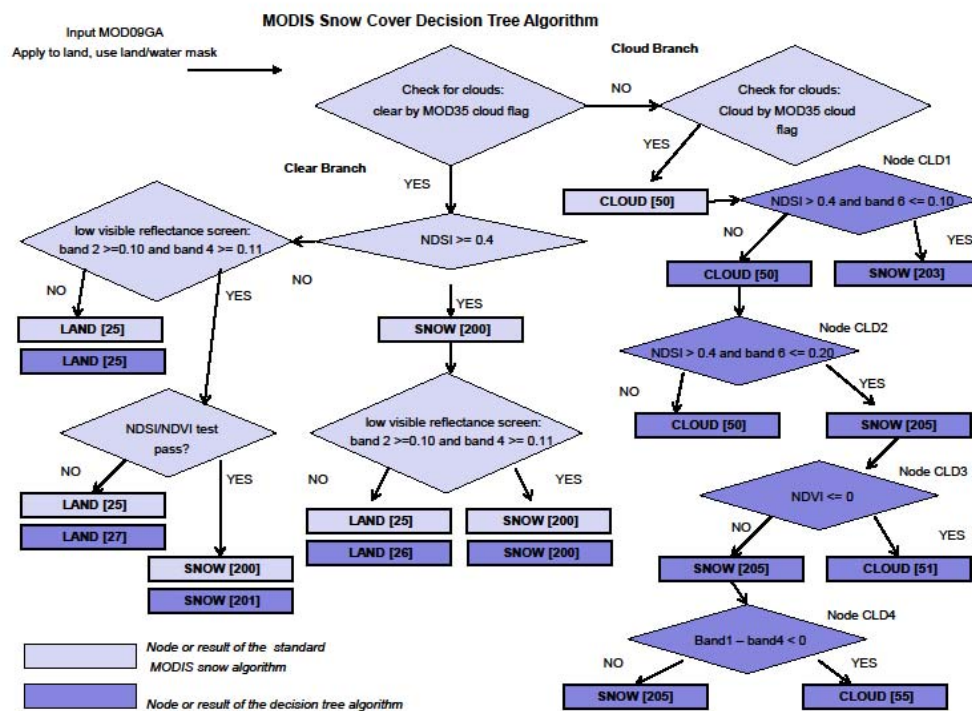 MODIS Snow Cover Decision Tree Algorithm
Input MOD09GA
Apply to land, use land/water mask
Cloud Branch
Check for clouds:
clear by MOD35 cloud flag
NO
Check for clouds:
Cloud by MOD35 cloud
flag
YES
Node CLD1
Clear Branch
YES
CLOUD [50]
NDSI > 0.4 and band 6 <= 0.10
low visible reflectance screen:
band 2 >=0.10 and band 4 >= 0.11
NDSI >= 0.4
NO
YES
NO
CLOUD [50]
SNOW [203]
NO
YES
YES
LAND [25]
LAND [25]
SNOW [200]
Node CLD2
NDSI > 0.4 and band 6 <= 0.20
NO
YES
NDSI/NDVI test
pass?
low visible reflectance screen:
band 2 >=0.10 and band 4 >= 0.11
CLOUD [50]
SNOW [205]
Node CLD3
NO
YES
NO
YES
NDVI <= 0
LAND [25]
LAND [27]
LAND [25]
LAND [26]
SNOW [200]
SNOW [200]
NO
YES
SNOW [200]
SNOW [201]
SNOW [205]
CLOUD [51]
Node CLD4
Band1 – band4 < 0
NO
YES
SNOW [205]
CLOUD [55]
Node or result of the standard
MODIS snow algorithm
Node or result of the decision tree algorithm